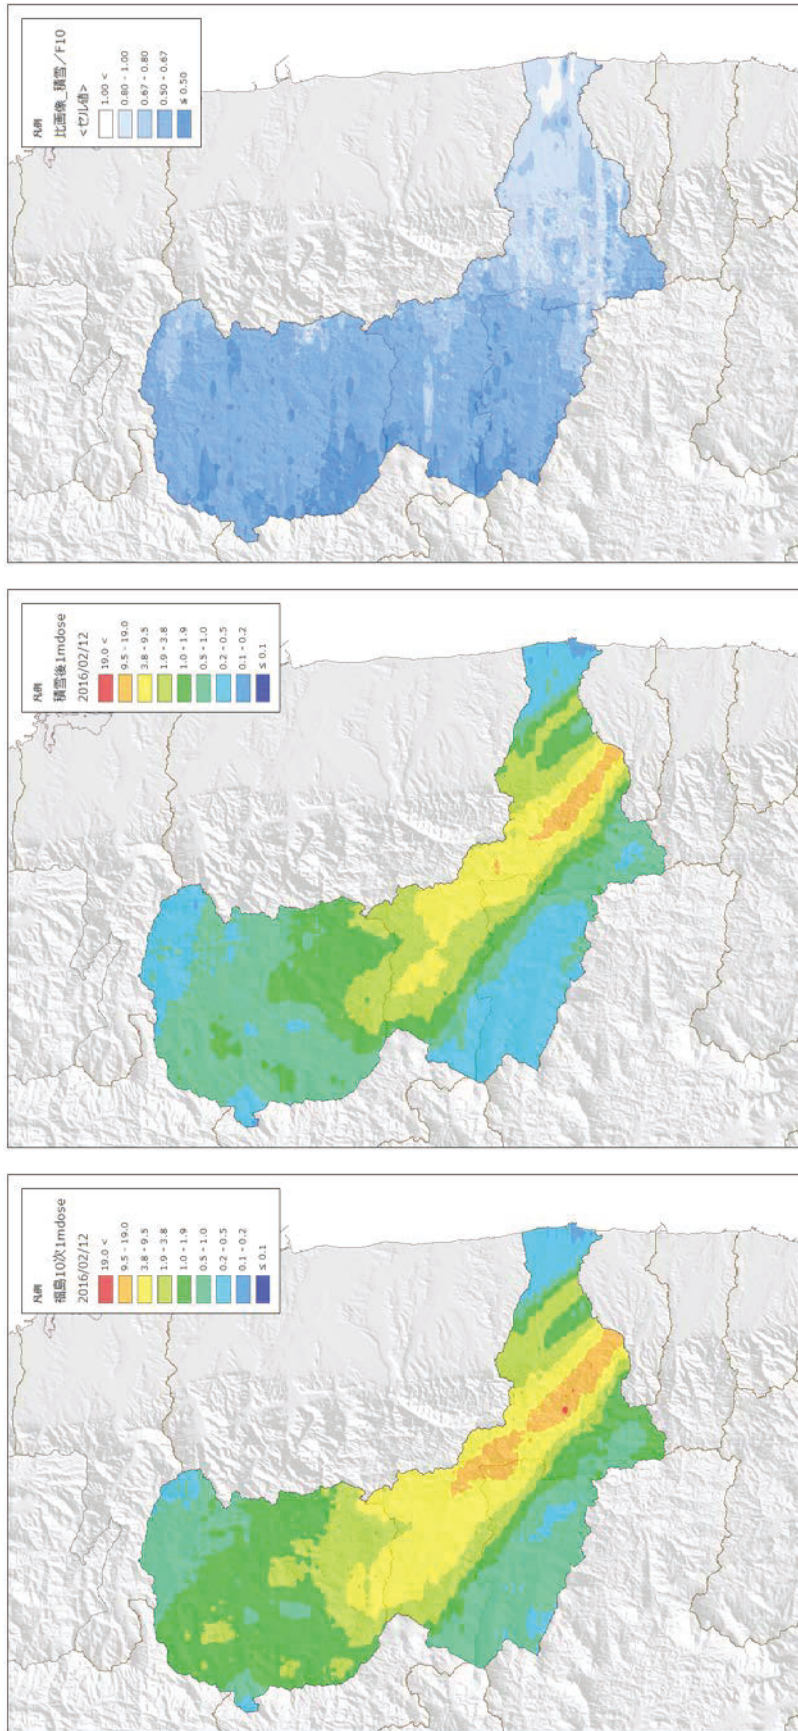 凡例
福島10次1mdose
2016/02/12
19.0 <
9.5 - 19.0
3.8 - 9.5
1.9 - 3.8
1.0 - 1.9
0.5 - 1.0
0.2 - 0.5
0.1 - 0.2
≦ 0.1
凡例
積雪後1mdose
2016/02/12
19.0 <
9.5 - 19.0
3.8 - 9.5
1.9 - 3.8
1.0 - 1.9
0.5 - 1.0
0.2 - 0.5
0.1 - 0.2
≦ 0.1
凡例
比画像_積雪／F10
<セル値>
1.00 <
0.80 - 1.00
0.67 - 0.80
0.50 - 0.67
≦ 0.50